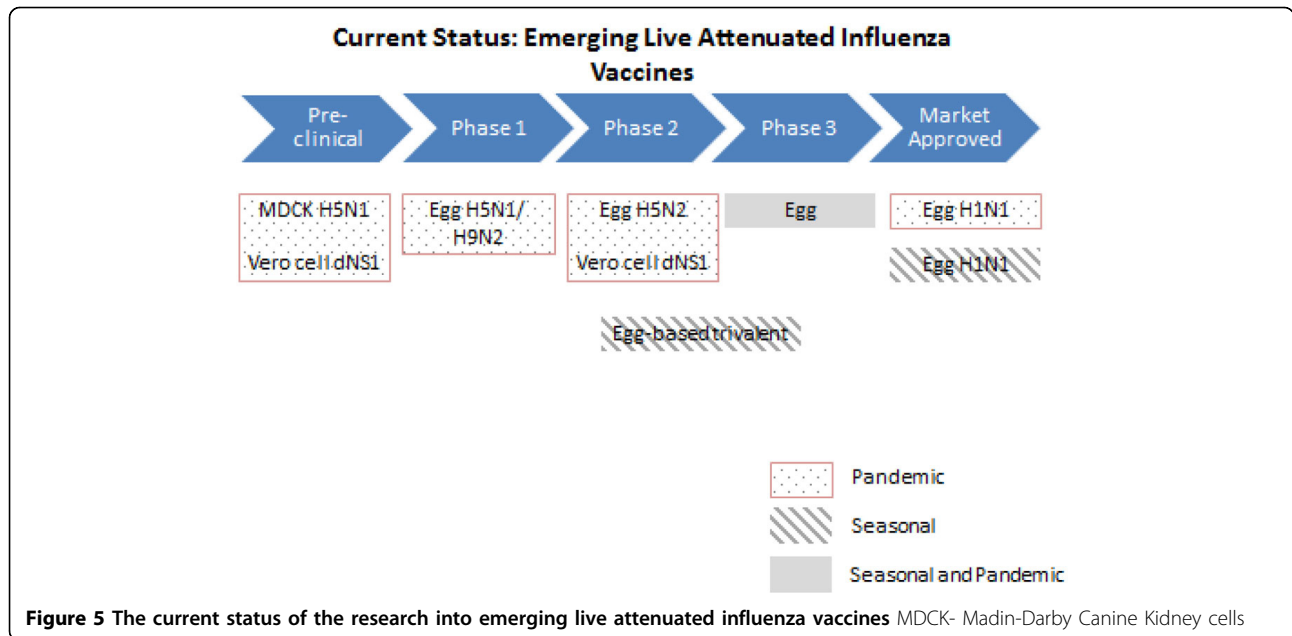 Current Status: Emerging Live Attenuated Influenza
Vaccines
Pre-
clinical
Phase 1
Phase 2
Phase 3
Market
Approved
MDCK H5N1
Vero cell dNS1
Egg H5N1/
H9N2
Egg H5N2
Vero cell dNS1
Egg
Egg H1N1
Egg H1N1
Egg-based trivalent
Pandemic
Seasonal
Seasonal and Pandemic
Figure 5 The current status of the research into emerging live attenuated influenza vaccines MDCK- Madin-Darby Canine Kidney cells